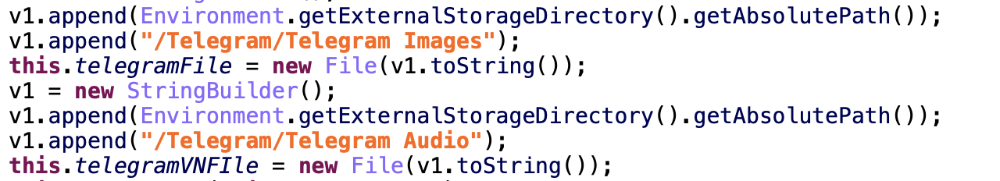 v1.append(Environment.getExternalStorageDirectory().getAbsolutePath());
v1.append("/Telegram/Telegram Images");
this.telegramFile = new File(v1.toString());
v1 = new StringBuilder();
v1.append(Environment.getExternalStorageDirectory().getAbsolutePath());
v1.append("/Telegram/Telegram Audio");
this.telegramVNFIle = new File(v1.toString());